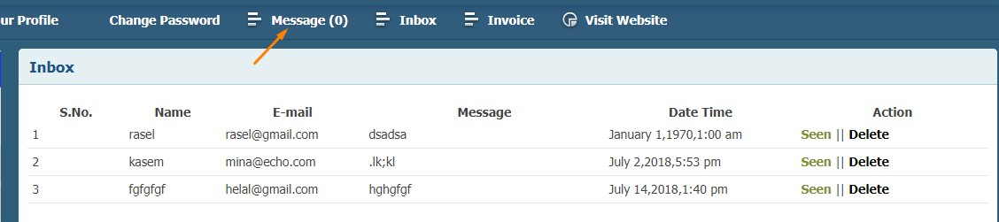 ur Profile Change Password Message (0) Inbox Invoice Visit Website
Inbox
S.No. Name E-mail Message Date Time Action
1 rasel rasel@gmail.com dsadsa January 1,1970,1:00 am Seen || Delete
2 kasem mina@echo.com .lk;kl July 2,2018,5:53 pm Seen || Delete
3 fgfgfgf helal@gmail.com hghgfgf July 14,2018,1:40 pm Seen || Delete